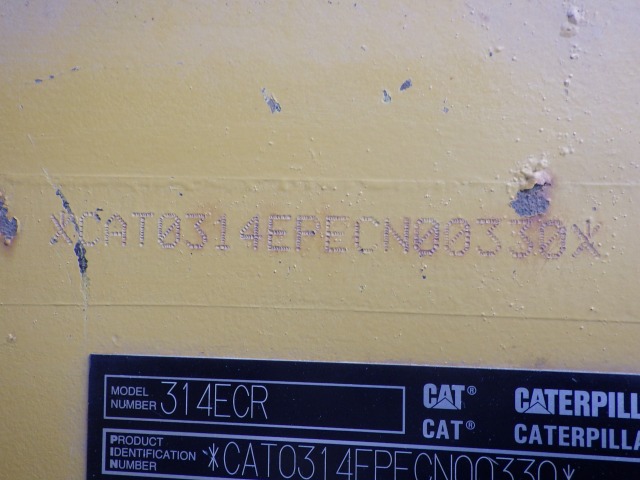 *CAT0314EPECN00330*
MODEL NUMBER 314ECR
CAT® CATERPILL
CAT® CATERPILLA
PRODUCT IDENTIFICATION NUMBER *CAT0314EPECN00330*